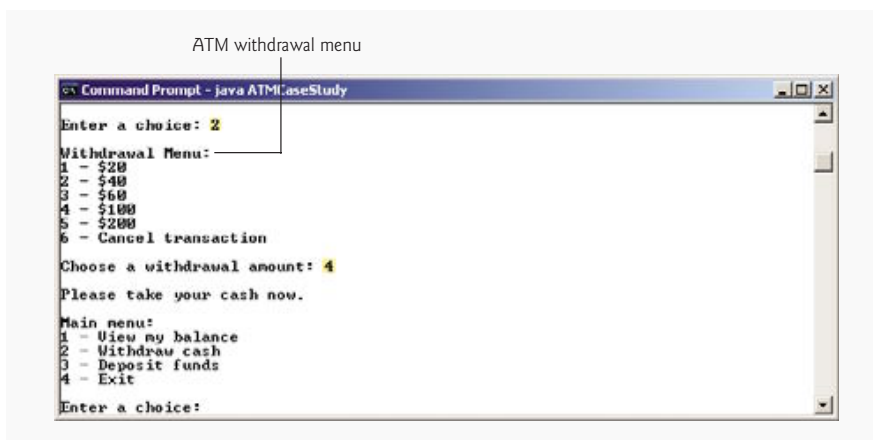 ATM withdrawal menu
Command Prompt - java ATMCaseStudy
Enter a choice: 2
Withdrawal Menu:
1 - $20
2 - $40
3 - $60
4 - $100
5 - $200
6 - Cancel transaction
Choose a withdrawal amount: 4
Please take your cash now.
Main menu:
1 - View my balance
2 - Withdraw cash
3 - Deposit funds
4 - Exit
Enter a choice: